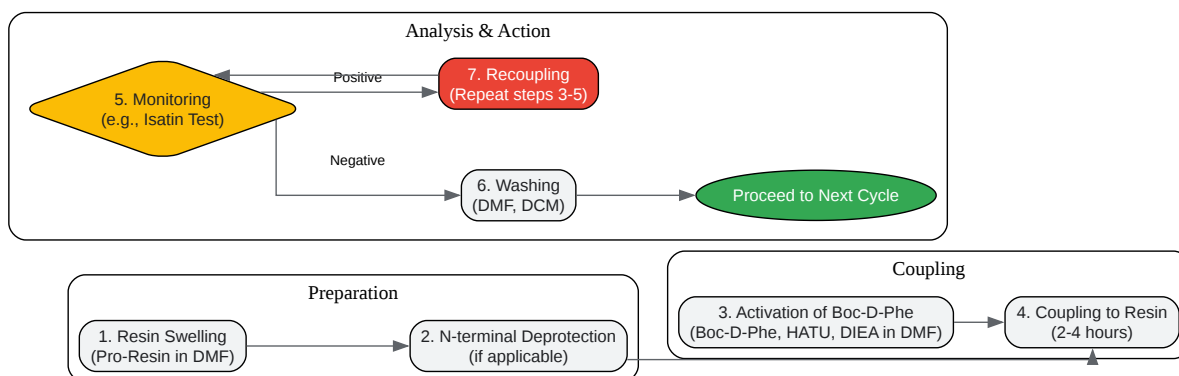 Analysis & Action
5. Monitoring
(e.g., Isatin Test)
Positive
7. Recoupling
(Repeat steps 3-5)
Negative
6. Washing
(DMF, DCM)
Proceed to Next Cycle
Preparation
1. Resin Swelling
(Pro-Resin in DMF)
2. N-terminal Deprotection
(if applicable)
Coupling
3. Activation of Boc-D-Phe
(Boc-D-Phe, HATU, DIEA in DMF)
4. Coupling to Resin
(2-4 hours)